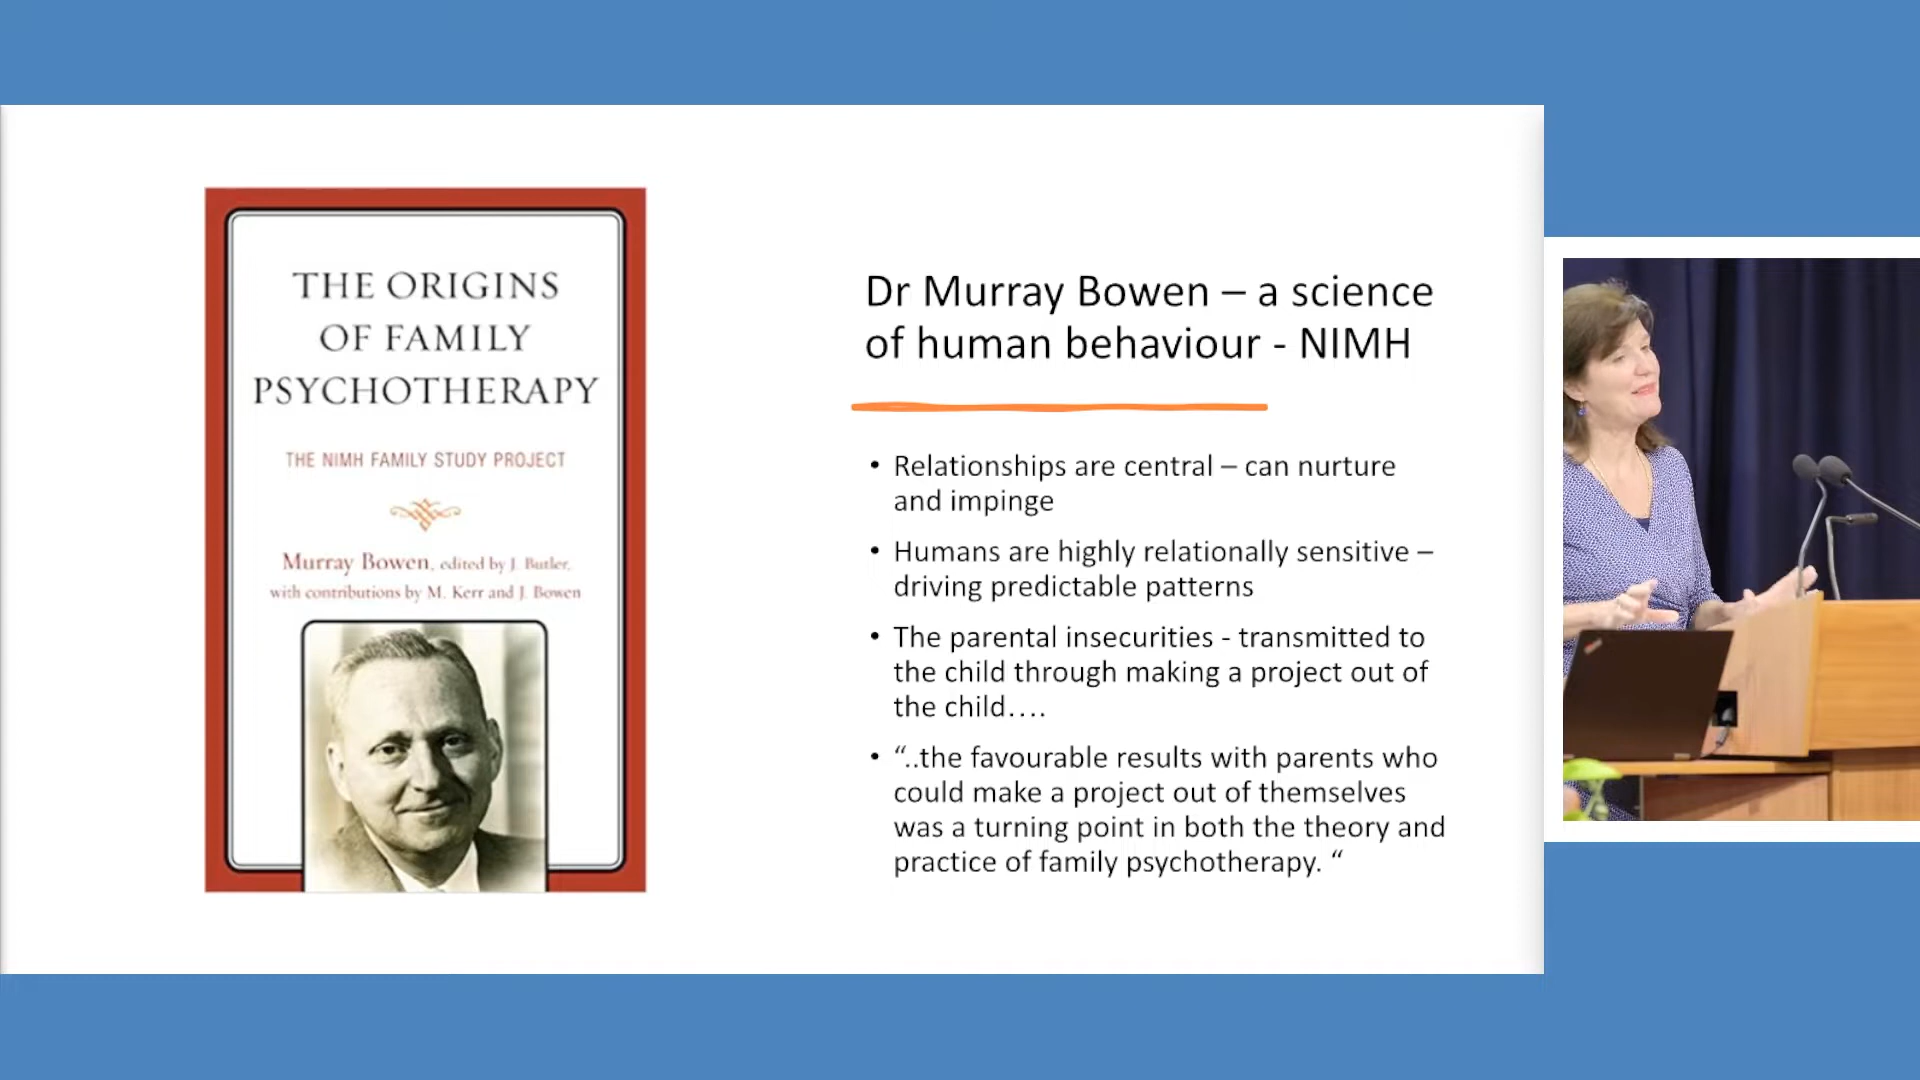 THE ORIGINS
OF FAMILY
PSYCHOTHERAPY
THE NIMH FAMILY STUDY PROJECT
Murray Bowen, edited by J. Butler,
with contributions by M. Kerr and J. Bowen
Dr Murray Bowen – a science
of human behaviour - NIMH
• Relationships are central – can nurture
and impinge
• Humans are highly relationally sensitive –
driving predictable patterns
• The parental insecurities - transmitted to
the child through making a project out of
the child....
• “..the favourable results with parents who
could make a project out of themselves
was a turning point in both the theory and
practice of family psychotherapy. “